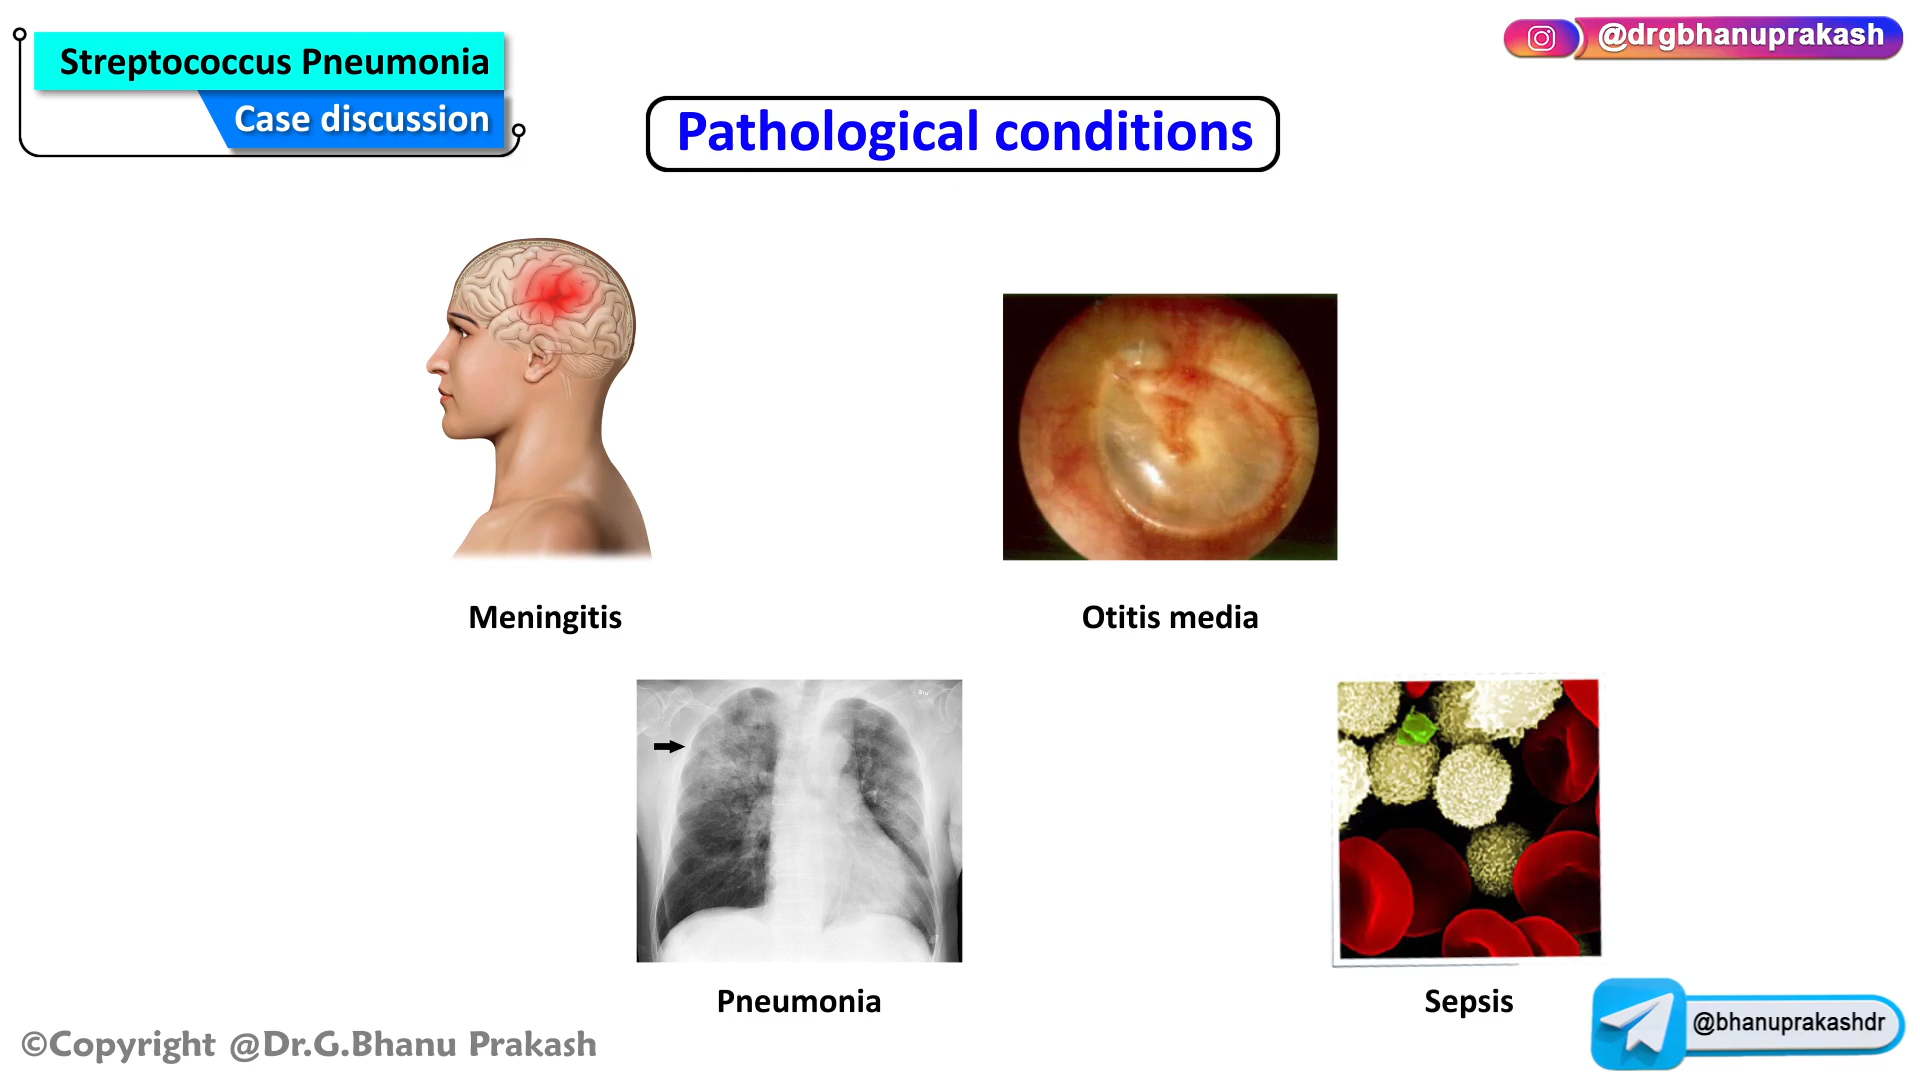 Streptococcus Pneumonia
Case discussion
@drgbhanuprakash
Pathological conditions
Meningitis
Otitis media
Pneumonia
Sepsis
@bhanuprakashdr
©Copyright @Dr.G.Bhanu Prakash